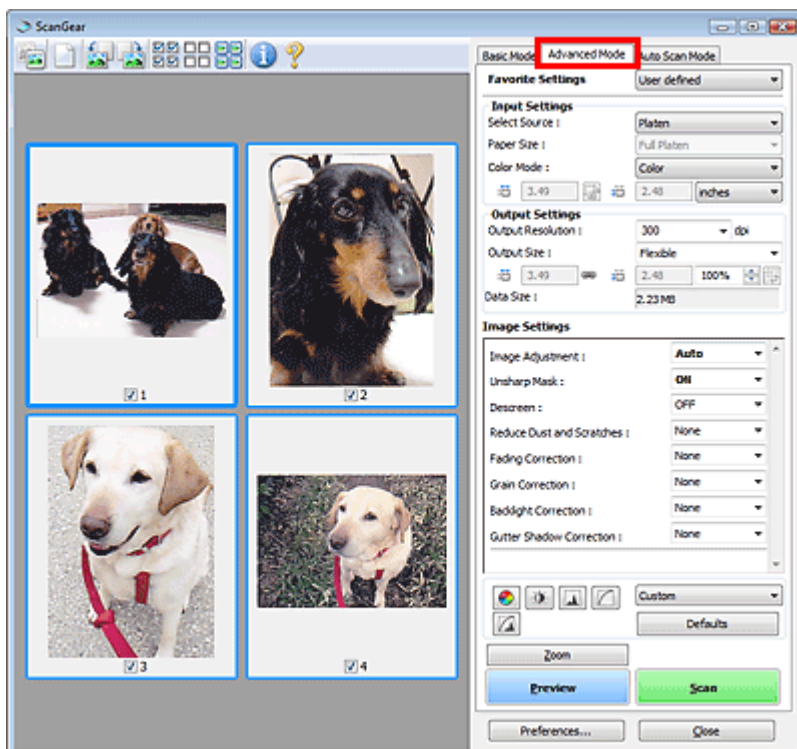 ScanGear
Basic Mode Advanced Mode Auto Scan Mode
Favorite Settings User defined
Input Settings
Select Source : Platen
Paper Size : Full Platen
Color Mode : Color
3.49 2.48 inches
Output Settings
Output Resolution : 300 dpi
Output Size : Flexible
3.49 2.48 100%
Data Size : 2.23 MB
Image Settings
Image Adjustment : Auto
Unsharp Mask : ON
Descreen : OFF
Reduce Dust and Scratches : None
Fading Correction : None
Grain Correction : None
Backlight Correction : None
Gutter Shadow Correction : None
1
2
3
4
Custom
Defaults
Zoom
Preview Scan
Preferences... Close